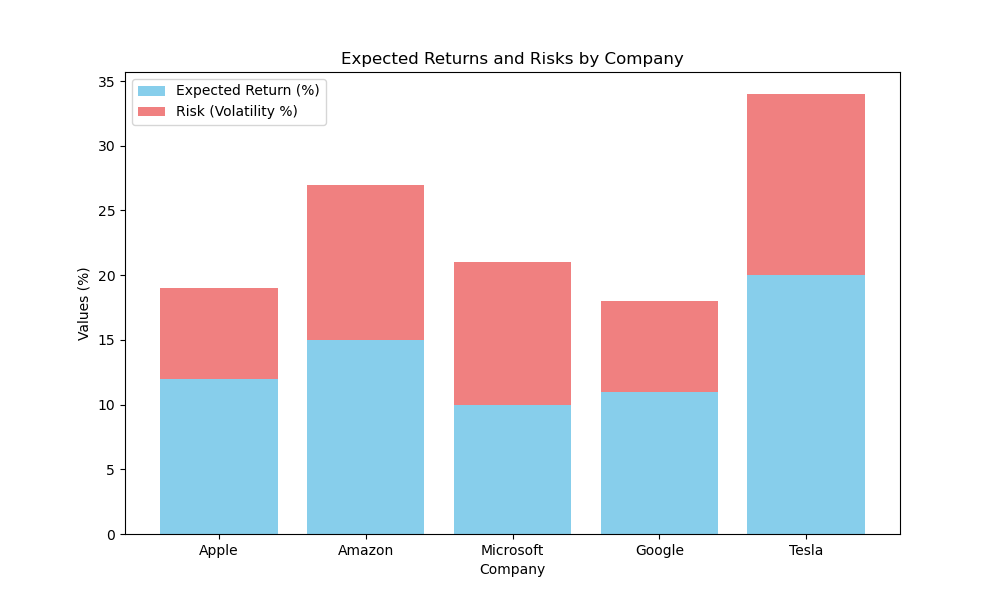 Expected Returns and Risks by Company
Expected Return (%)
Risk (Volatility %)
Values (%)
35
30
25
20
15
10
5
0
Apple
Amazon
Microsoft
Google
Tesla
Company